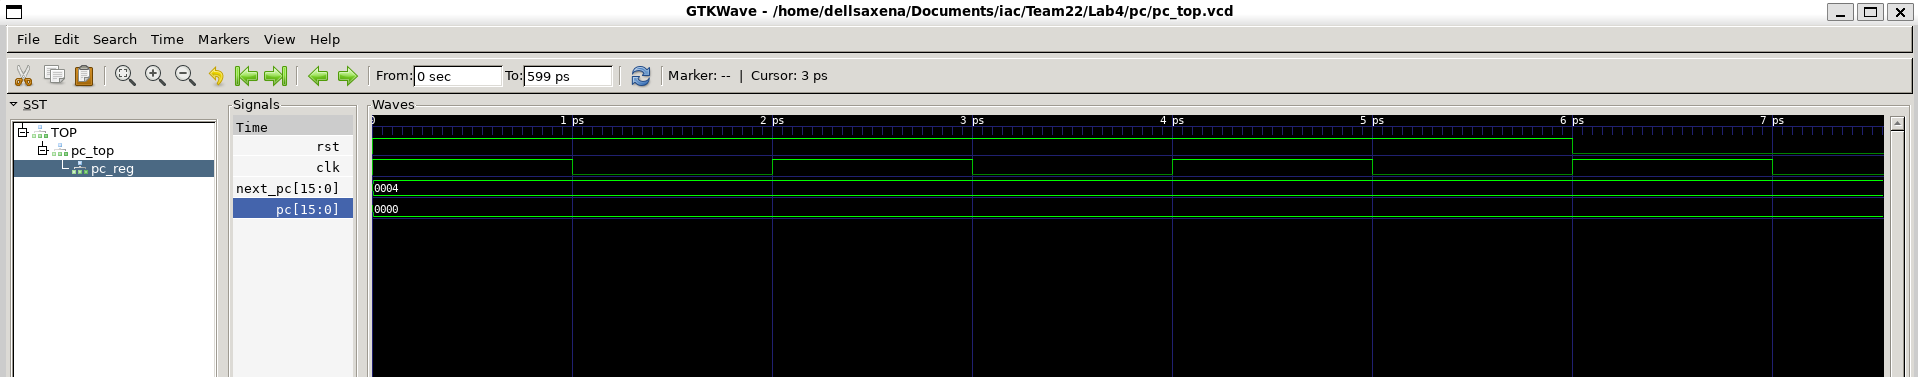 GTKWave - /home/dellsaxena/Documents/iac/Team22/Lab4/pc/pc_top.vcd
File Edit Search Time Markers View Help
From: 0 sec To: 599 ps Marker: -- | Cursor: 3 ps
SST
TOP
pc_top
pc_reg
Signals
Time
rst
clk
next_pc[15:0]
pc[15:0]
Waves
0 1 ps 2 ps 3 ps 4 ps 5 ps 6 ps 7 ps
0004
0000